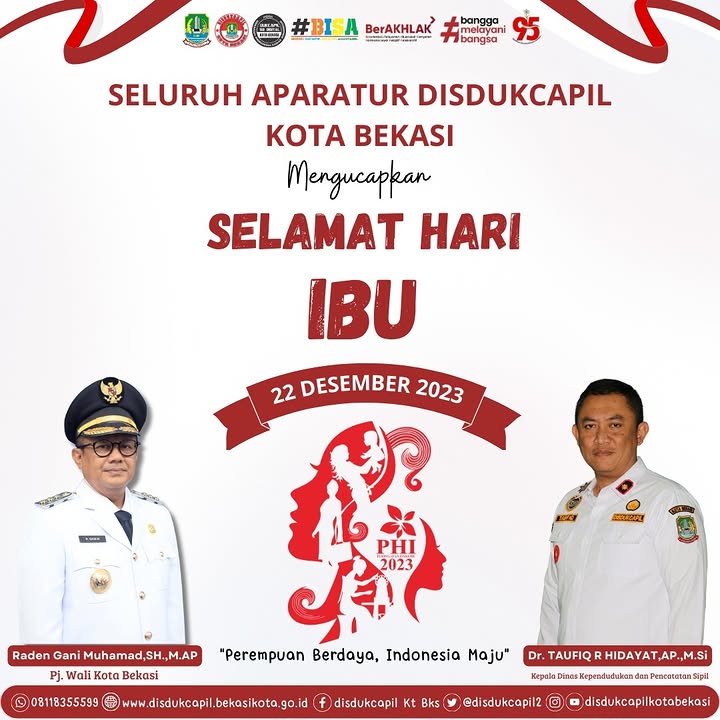 #BISA
BerAKHLAK
#bangga
melayani
bangsa
95
SELURUH APARATUR DISDUKCAPIL
KOTA BEKASI
Mengucapkan
SELAMAT HARI
IBU
22 DESEMBER 2023
PHI
2023
DISDUKCAPIL
Raden Gani Muhamad,SH.,M.AP
Pj. Wali Kota Bekasi
"Perempuan Berdaya, Indonesia Maju"
Dr. TAUFIQ R HIDAYAT,AP.,M.Si
Kepala Dinas Kependudukan dan Pencatatan Sipil
08118355599 www.disdukcapil.bekasikota.go.id disdukcapil Kt Bks @disdukcapil2 disdukcapilkotabekasi